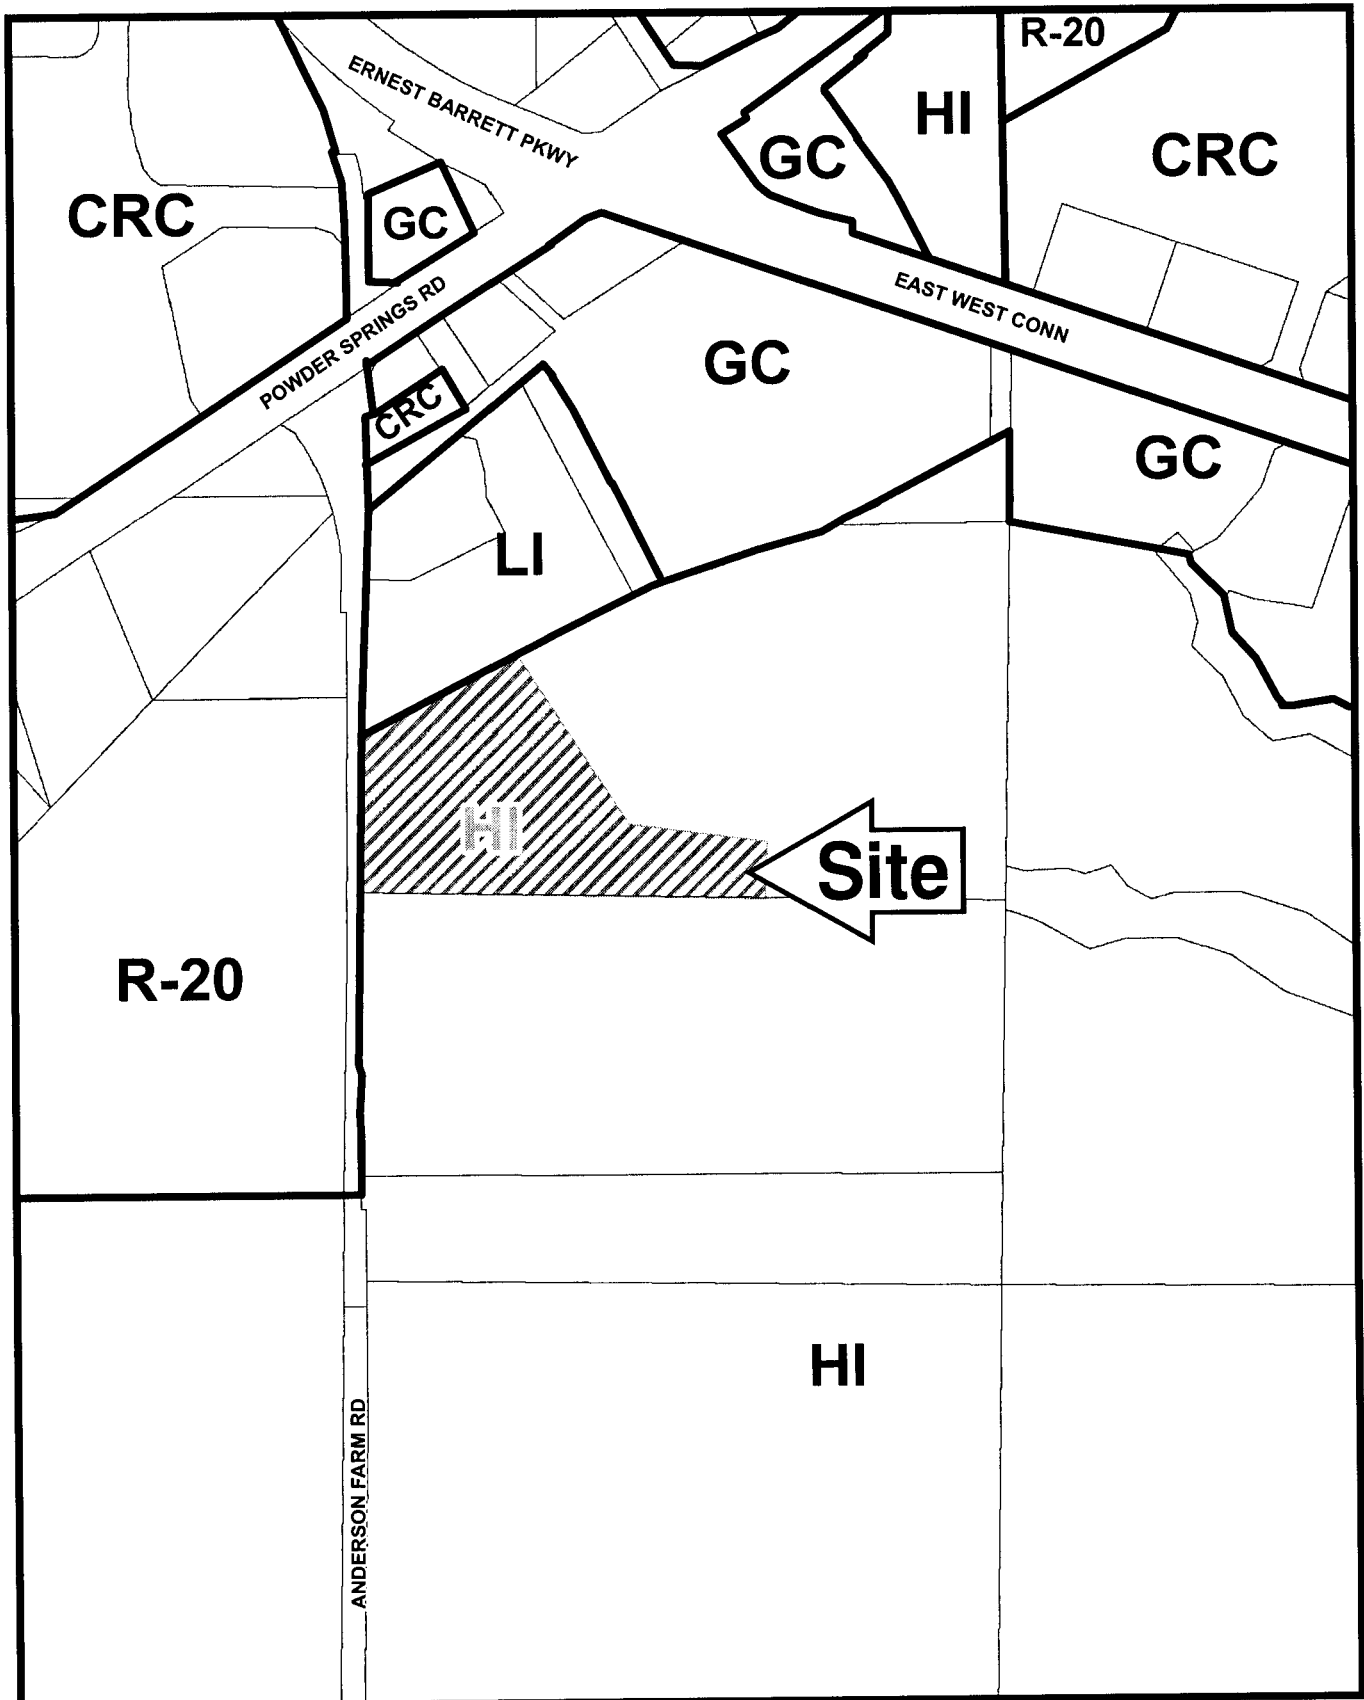 R-20
ERNEST BARRETT PKWY
HI
GC
CRC
CRC
GC
POWDER SPRINGS RD
EAST WEST CONN
GC
CRC
GC
LI
HI
Site
R-20
HI
ANDERSON FARM RD